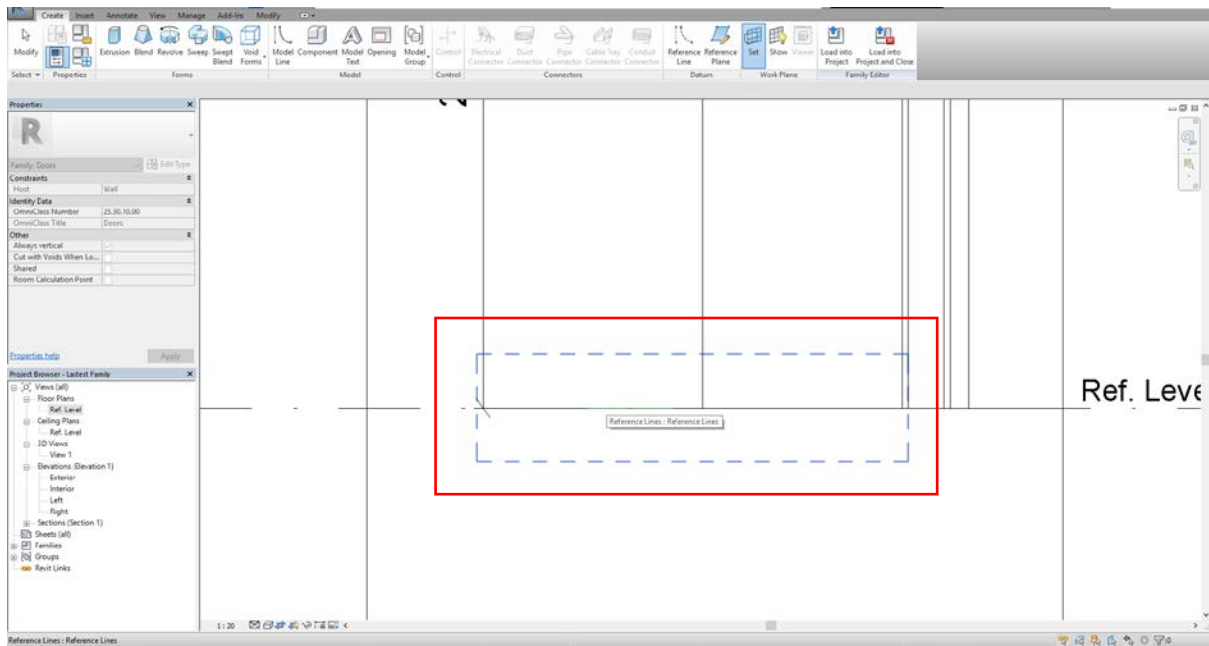 Create Insert Annotate View Manage Add-Ins Modify
Modify Extrusion Blend Revolve Sweep Swept Blend Void Forms Model Line Component Model Text Opening Model Group Control Electrical Connector Duct Connector Pipe Connector Cable Tray Connector Conduit Connector Reference Line Reference Plane Set Show Viewer Load into Project Load into Project and Close
Select Properties Forms Model Control Connectors Datum Work Plane Family Editor
Properties
R
Family: Doors Edit Type
Constraints
Host Wall
Identity Data
OmniClass Number 23.30.10.00
OmniClass Title Doors
Other
Always vertical
Cut with Voids When Lo...
Shared
Room Calculation Point
Properties help Apply
Project Browser - Lastest Family
Views (all)
Floor Plans
Ref. Level
Ceiling Plans
Ref. Level
3D Views
View 1
Elevations (Elevation 1)
Exterior
Interior
Left
Right
Sections (Section 1)
Sheets (all)
Families
Groups
Revit Links
Ref. Leve
Reference Lines : Reference Lines
1 : 20
Reference Lines : Reference Lines